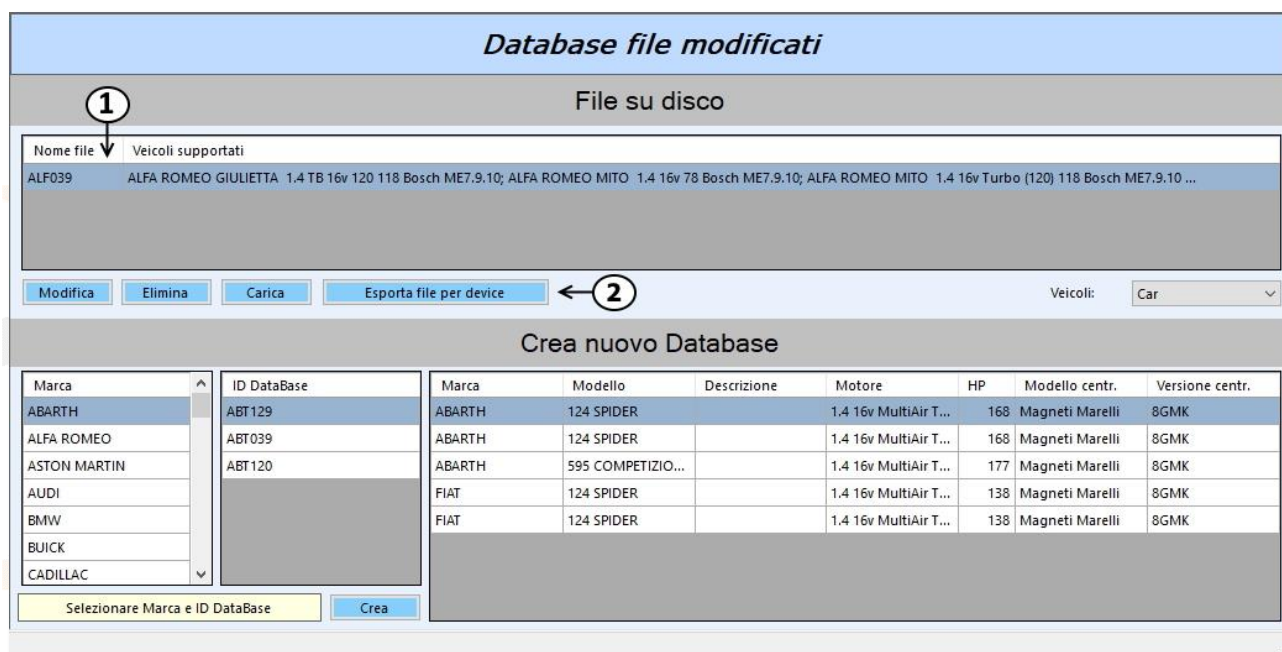 Database file modificati
File su disco
1
Nome file Veicoli supportati
ALF039 ALFA ROMEO GIULIETTA 1.4 TB 16v 120 118 Bosch ME7.9.10; ALFA ROMEO MITO 1.4 16v 78 Bosch ME7.9.10; ALFA ROMEO MITO 1.4 16v Turbo (120) 118 Bosch ME7.9.10 ...
Modifica Elimina Carica Esporta file per device 2 Veicoli: Car
Crea nuovo Database
Marca ID DataBase Marca Modello Descrizione Motore HP Modello centr. Versione centr.
ABARTH ABT129 ABARTH 124 SPIDER 1.4 16v MultiAir T... 168 Magneti Marelli 8GMK
ALFA ROMEO ABT039 ABARTH 124 SPIDER 1.4 16v MultiAir T... 168 Magneti Marelli 8GMK
ASTON MARTIN ABT120 ABARTH 595 COMPETIZIO... 1.4 16v MultiAir T... 177 Magneti Marelli 8GMK
AUDI FIAT 124 SPIDER 1.4 16v MultiAir T... 138 Magneti Marelli 8GMK
BMW FIAT 124 SPIDER 1.4 16v MultiAir T... 138 Magneti Marelli 8GMK
BUICK
CADILLAC
Selezionare Marca e ID DataBase Crea